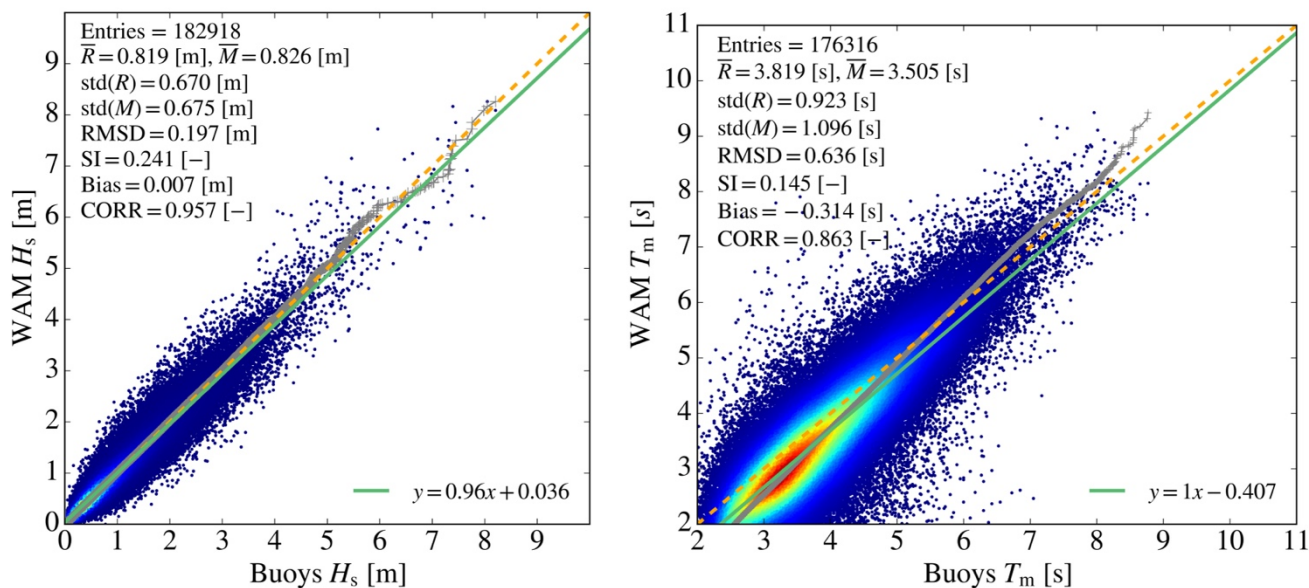 Entries = 182918
R̅ = 0.819 [m], M̅ = 0.826 [m]
std(R) = 0.670 [m]
std(M) = 0.675 [m]
RMSD = 0.197 [m]
SI = 0.241 [−]
Bias = 0.007 [m]
CORR = 0.957 [−]
9
8
7
6
5
4
3
2
1
0
WAM Hs [m]
y = 0.96x + 0.036
0 1 2 3 4 5 6 7 8 9
Buoys Hs [m]
Entries = 176316
R̅ = 3.819 [s], M̅ = 3.505 [s]
std(R) = 0.923 [s]
std(M) = 1.096 [s]
RMSD = 0.636 [s]
SI = 0.145 [−]
Bias = −0.314 [s]
CORR = 0.863 [−]
11
10
9
8
7
6
5
4
3
2
WAM Tm [s]
y = 1x − 0.407
2 3 4 5 6 7 8 9 10 11
Buoys Tm [s]